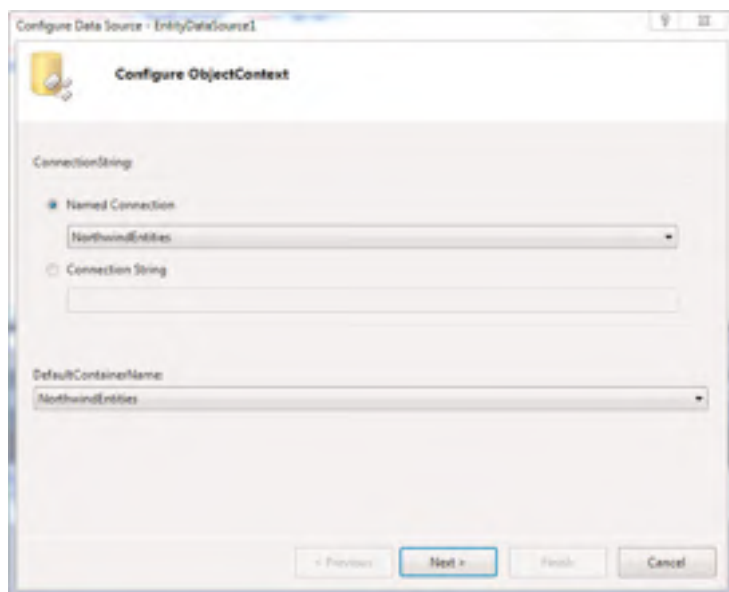 Configure Data Source - EntityDataSource1
Configure ObjectContext
ConnectionString:
Named Connection
NorthwindEntities
Connection String
DefaultContainerName:
NorthwindEntities
< Previous
Next >
Finish
Cancel